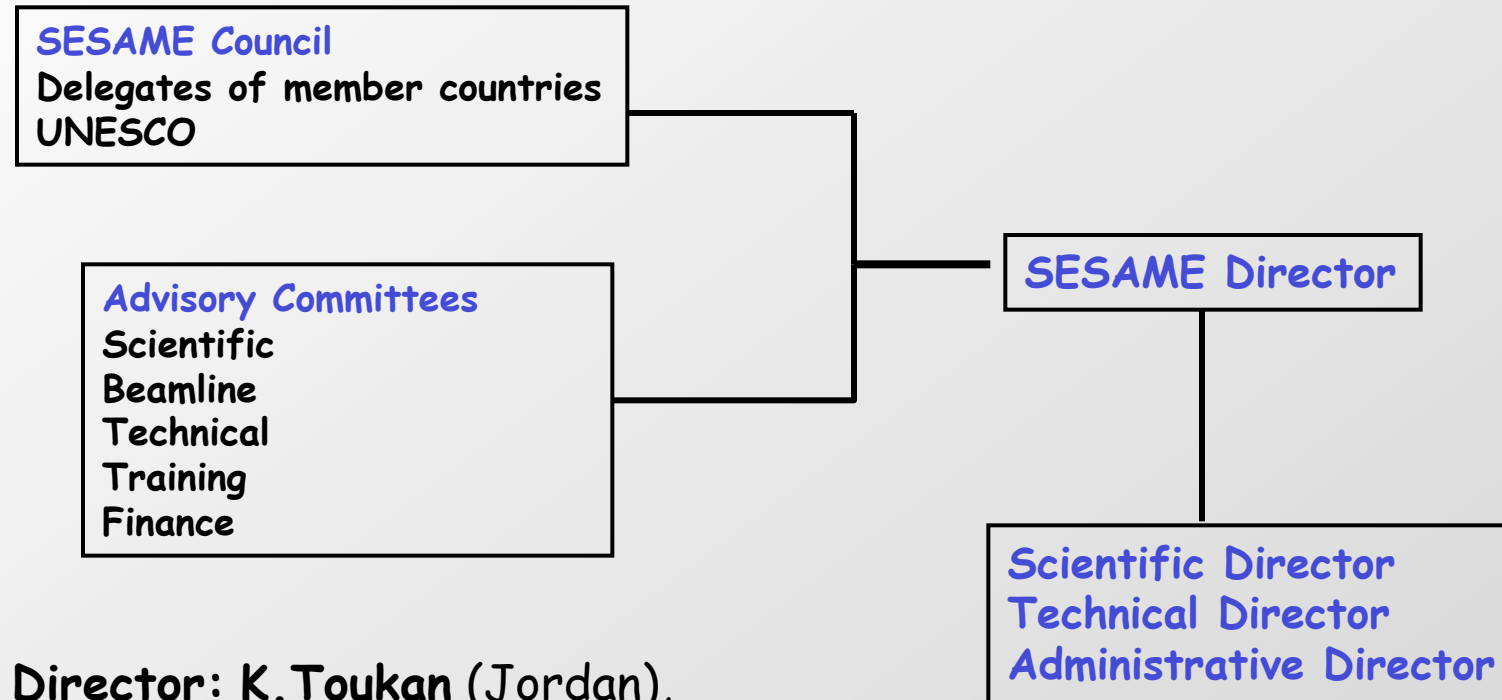 SESAME Council
Delegates of member countries
UNESCO
Advisory Committees
Scientific
Beamline
Technical
Training
Finance
SESAME Director
Scientific Director
Technical Director
Administrative Director
Director: K.Toukan (Jordan),